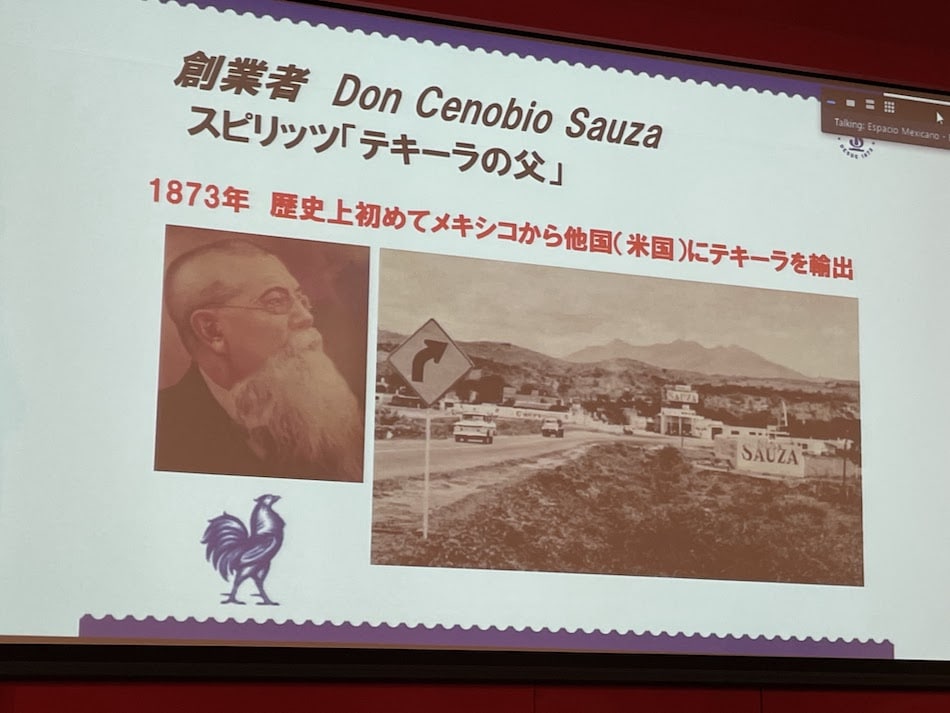 創業者 Don Cenobio Sauza
スピリッツ「テキーラの父」
Talking: Espacio Mexicano -
DESDE 1873
1873年 歴史上初めてメキシコから他国(米国)にテキーラを輸出
SAUZA
SAUZA